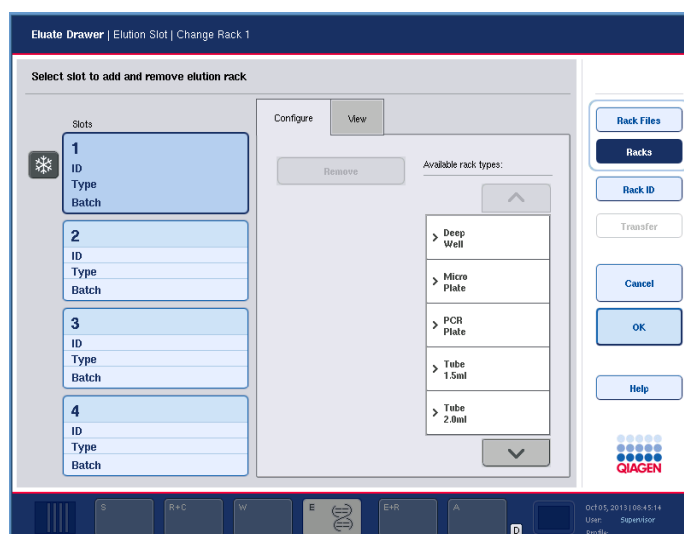 Eluate Drawer | Elution Slot | Change Rack 1
Select slot to add and remove elution rack
Slots
1
ID
Type
Batch
2
ID
Type
Batch
3
ID
Type
Batch
4
ID
Type
Batch
Configure
View
Remove
Available rack types:
Deep
Well
Micro
Plate
PCR
Plate
Tube
1.5ml
Tube
2.0ml
Rack Files
Racks
Rack ID
Transfer
Cancel
OK
Help
QIAGEN
S
R+C
W
E
E+R
A
D
Oct 05, 2013 | 08:45:14
User: Supervisor
Profile: